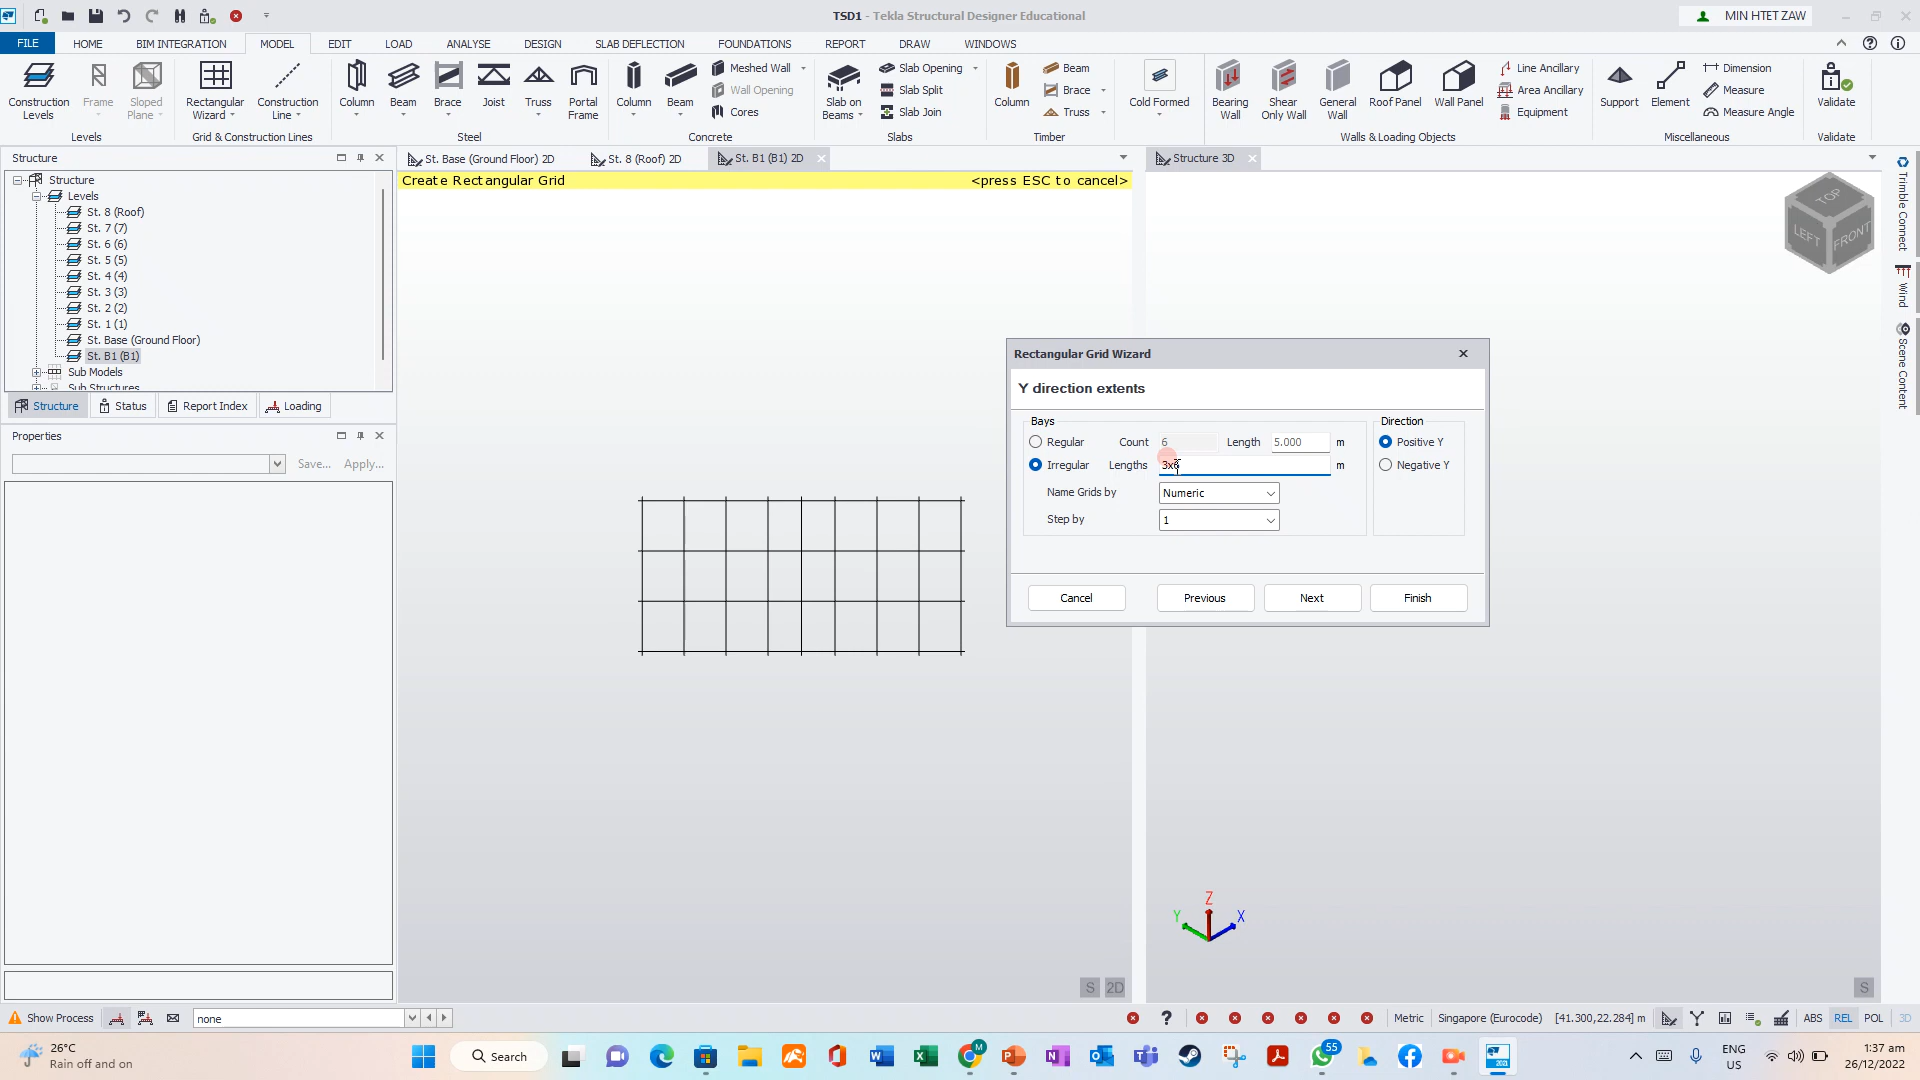 TSD1 - Tekla Structural Designer Educational
MIN HTET ZAW
FILE HOME BIM INTEGRATION MODEL EDIT LOAD ANALYSE DESIGN SLAB DEFLECTION FOUNDATIONS REPORT DRAW WINDOWS
Construction Levels
Frame
Sloped Plane
Levels
Rectangular Wizard
Construction Line
Grid & Construction Lines
Column
Beam
Brace
Joist
Truss
Portal Frame
Steel
Column
Beam
Meshed Wall
Wall Opening
Cores
Concrete
Slab on Beams
Slab Opening
Slab Split
Slab Join
Slabs
Column
Beam
Brace
Truss
Timber
Cold Formed
Bearing Wall
Shear Only Wall
General Wall
Roof Panel
Wall Panel
Line Ancillary
Area Ancillary
Equipment
Walls & Loading Objects
Support
Element
Dimension
Measure
Measure Angle
Miscellaneous
Validate
Validate
Structure
Structure
Levels
St. 8 (Roof)
St. 7 (7)
St. 6 (6)
St. 5 (5)
St. 4 (4)
St. 3 (3)
St. 2 (2)
St. 1 (1)
St. Base (Ground Floor)
St. B1 (B1)
Sub Models
Sub Structures
Structure Status Report Index Loading
Properties
Save... Apply...
St. Base (Ground Floor) 2D St. 8 (Roof) 2D St. B1 (B1) 2D
Create Rectangular Grid <press ESC to cancel>
S 2D
Structure 3D
TOP
LEFT
FRONT
Rectangular Grid Wizard
Y direction extents
Bays
Regular Count 6 Length 5.000 m
Irregular Lengths 3x6 m
Name Grids by Numeric
Step by 1
Direction
Positive Y
Negative Y
Cancel Previous Next Finish
Z
Y X
S
Trimble Connect
Wind
Scene Content
Show Process none
Metric Singapore (Eurocode) [41.300,22.284] m ABS REL POL 3D
26°C
Rain off and on
Search
M
55
2021
ENG
US
1:37 am
26/12/2022